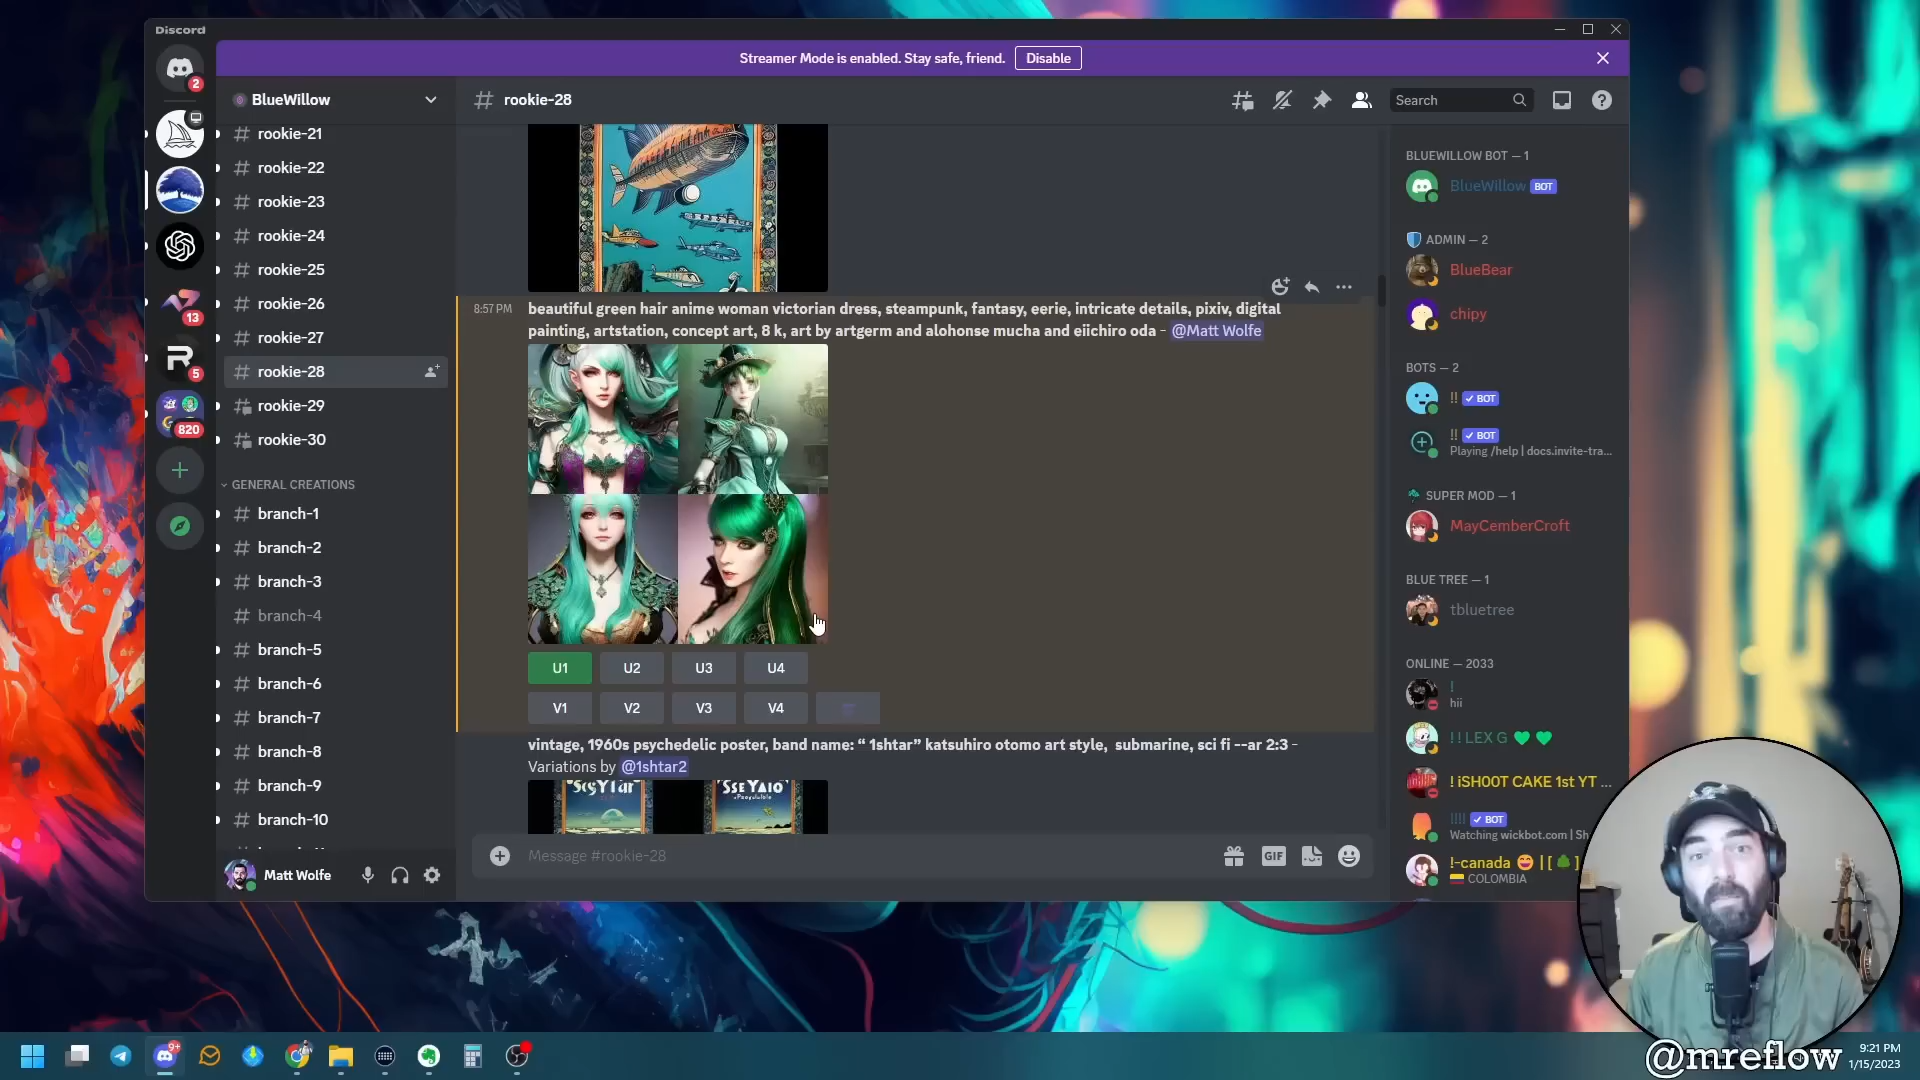 Discord
Streamer Mode is enabled. Stay safe, friend.
Disable
2
BlueWillow
rookie-28
Search
rookie-21
rookie-22
rookie-23
rookie-24
rookie-25
rookie-26
rookie-27
rookie-28
rookie-29
rookie-30
13
R
5
820
GENERAL CREATIONS
branch-1
branch-2
branch-3
branch-4
branch-5
branch-6
branch-7
branch-8
branch-9
branch-10
Matt Wolfe
8:57 PM
beautiful green hair anime woman victorian dress, steampunk, fantasy, eerie, intricate details, pixiv, digital
painting, artstation, concept art, 8 k, art by artgerm and alohonse mucha and eiichiro oda - @Matt Wolfe
U1 U2 U3 U4
V1 V2 V3 V4
vintage, 1960s psychedelic poster, band name: “ 1shtar” katsuhiro otomo art style, submarine, sci fi --ar 2:3 -
Variations by @1shtar2
Message #rookie-28
GIF
BLUEWILLOW BOT — 1
BlueWillow BOT
ADMIN — 2
BlueBear
chipy
BOTS — 2
!! BOT
!! BOT
Playing /help | docs.invite-tra...
SUPER MOD — 1
MayCemberCroft
BLUE TREE — 1
tbluetree
ONLINE — 2033
!
hii
! ! LEX G
! iSH00T CAKE 1st YT ...
!!!! BOT
Watching wickbot.com | Sh
!-canada | [ ]
COLOMBIA
9+
@mreflow
9:21 PM
1/15/2023